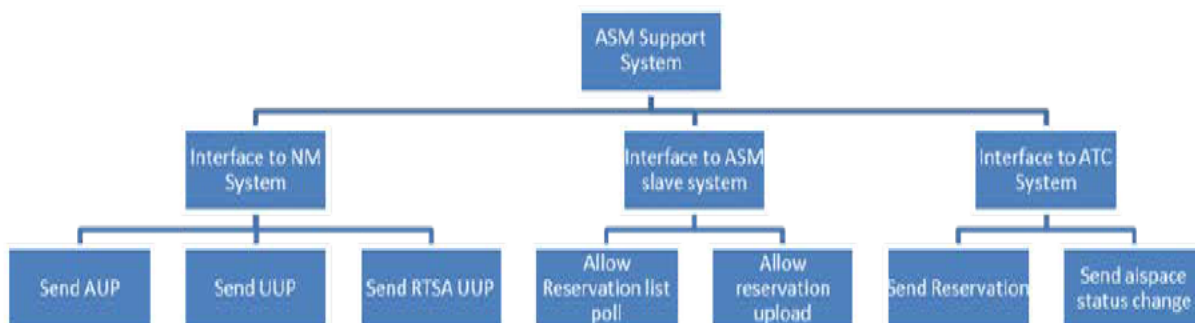 ASM Support
System
Interface to NM
System
Interface to ASM
slave system
Interface to ATC
System
Send AUP
Send UUP
Send RTSA UUP
Allow
Reservation list
poll
Allow
reservation
upload
Send Reservation
Send aispace
status change